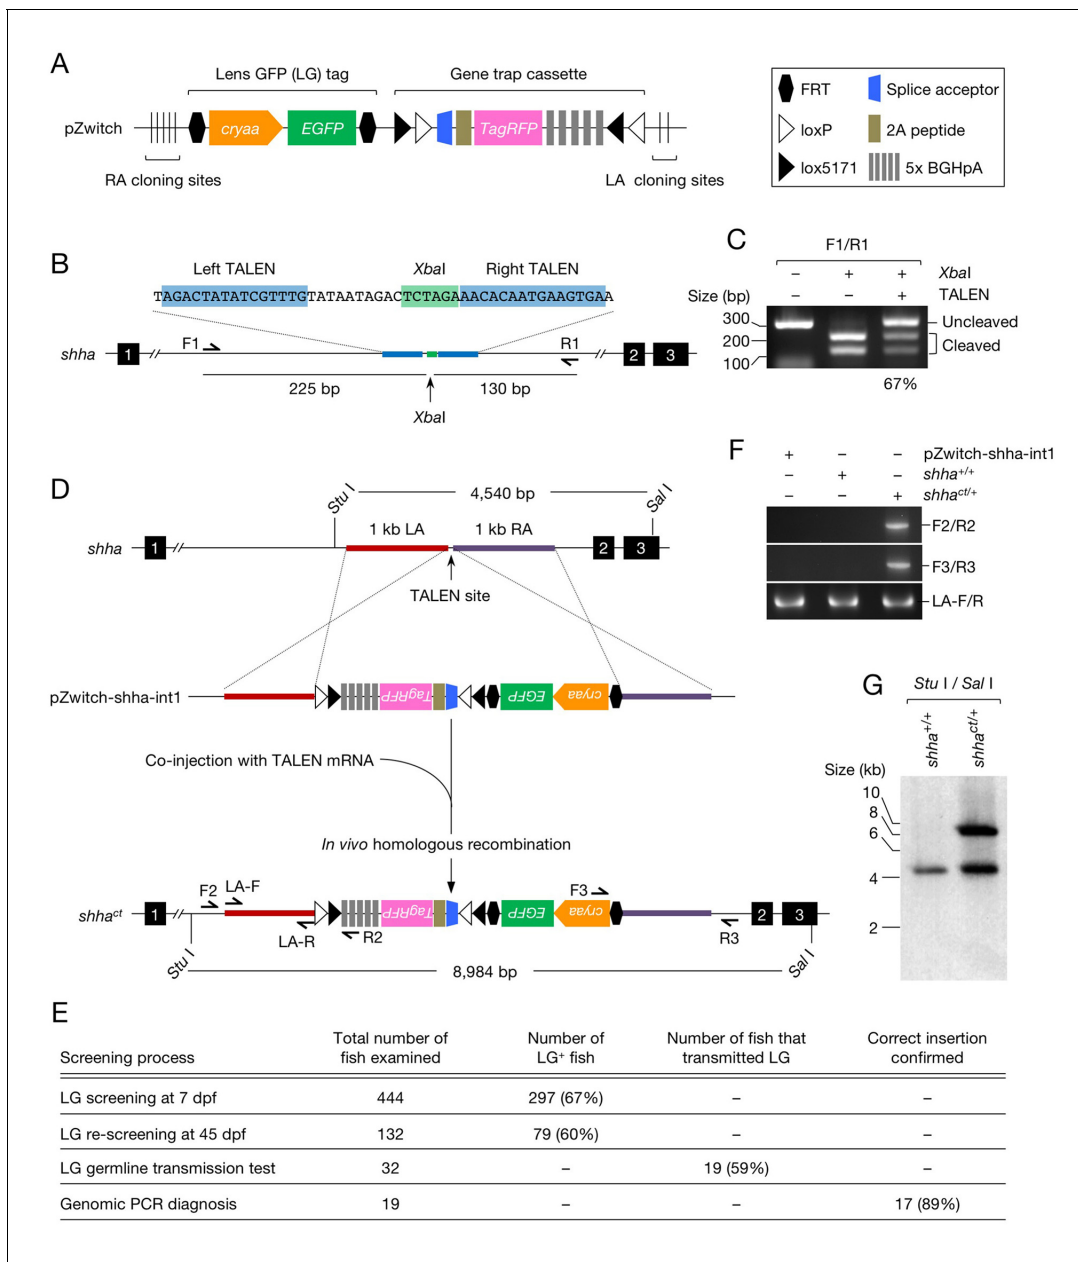 A
Lens GFP (LG) tag
Gene trap cassette
pZwitch
cryaa
EGFP
TagRFP
RA cloning sites
LA cloning sites
FRT
Splice acceptor
loxP
2A peptide
lox5171
5x BGHpA
B
Left TALEN
XbaI
Right TALEN
TAGACTATATCGTTTGTATAATAGACTCTAGAAACACAATGAAGTGAA
shha
1
F1
R1
2
3
225 bp
130 bp
XbaI
C
F1/R1
– + + XbaI
Size (bp)
– – + TALEN
300
200
100
Uncleaved
Cleaved
67%
D
Stu I
4,540 bp
Sal I
1 kb LA
1 kb RA
shha
1
2
3
TALEN site
pZwitch-shha-int1
TagRFP
EGFP
cryaa
Co-injection with TALEN mRNA
In vivo homologous recombination
F2
LA-F
F3
shhact
1
TagRFP
EGFP
cryaa
2
3
LA-R
R2
R3
Stu I
8,984 bp
Sal I
F
+ – – pZwitch-shha-int1
– + – shha+/+
– – + shhact/+
F2/R2
F3/R3
LA-F/R
G
Stu I / Sal I
shha+/+
shhact/+
Size (kb)
10
8
6
4
2
E
Screening process
Total number of fish examined
Number of LG+ fish
Number of fish that transmitted LG
Correct insertion confirmed
LG screening at 7 dpf 444 297 (67%) – –
LG re-screening at 45 dpf 132 79 (60%) – –
LG germline transmission test 32 – 19 (59%) –
Genomic PCR diagnosis 19 – – 17 (89%)